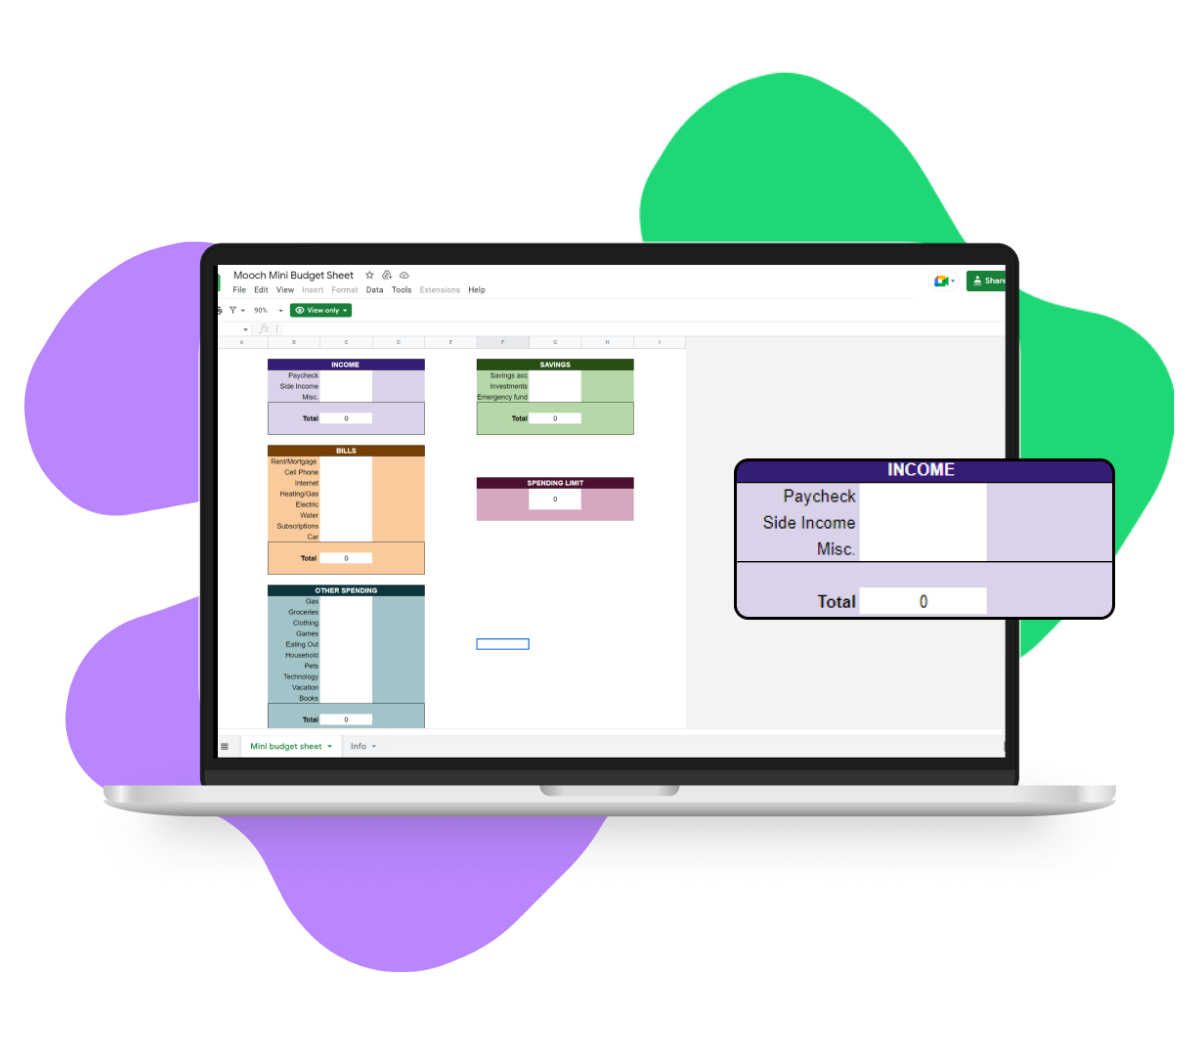 Mooch Mini Budget Sheet
File Edit View Insert Format Data Tools Extensions Help
Share
90% View only
fx
A B C D E F G H I
INCOME
Paycheck
Side Income
Misc.
Total 0
SAVINGS
Savings acc
Investments
Emergency fund
Total 0
BILLS
Rent/Mortgage
Cell Phone
Internet
Heating/Gas
Electric
Water
Subscriptions
Car
Total 0
SPENDING LIMIT
0
OTHER SPENDING
Gas
Groceries
Clothing
Games
Eating Out
Household
Pets
Technology
Vacation
Books
Total 0
Mini budget sheet Info
INCOME
Paycheck
Side Income
Misc.
Total 0